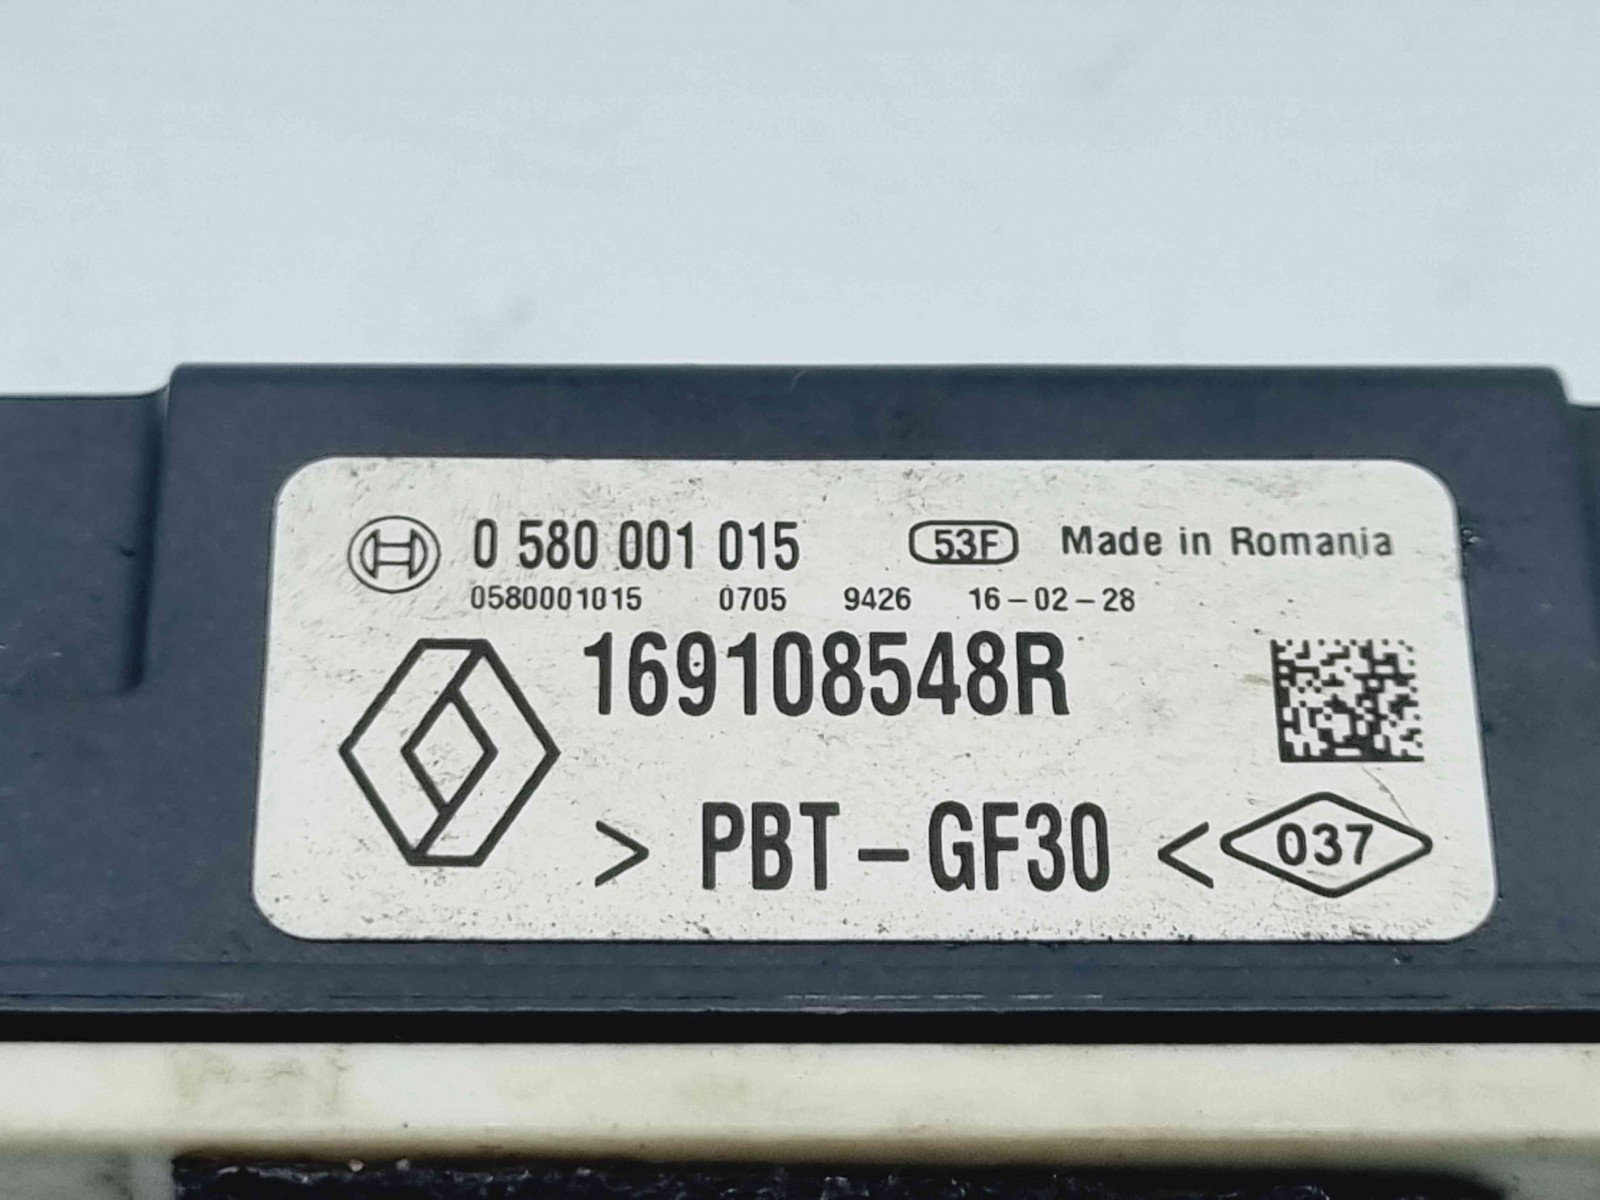 0 580 001 015 53F Made in Romania
0580001015 0705 9426 16-02-28
169108548R
> PBT-GF30 < 037